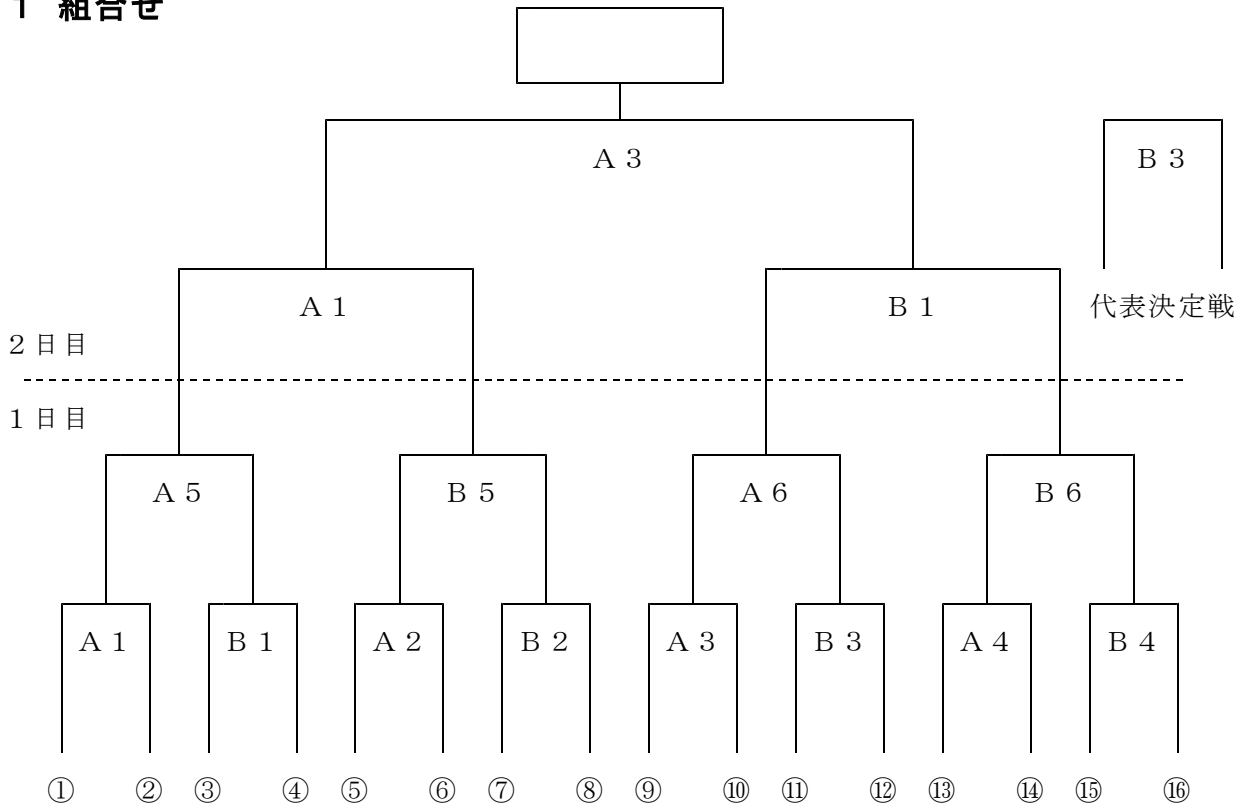 1 組合せ
A 3
B 3
A 1
B 1
代表決定戦
2日目
1日目
A 5
B 5
A 6
B 6
A 1
B 1
A 2
B 2
A 3
B 3
A 4
B 4
① ② ③ ④ ⑤ ⑥ ⑦ ⑧ ⑨ ⑩ ⑪ ⑫ ⑬ ⑭ ⑮ ⑯